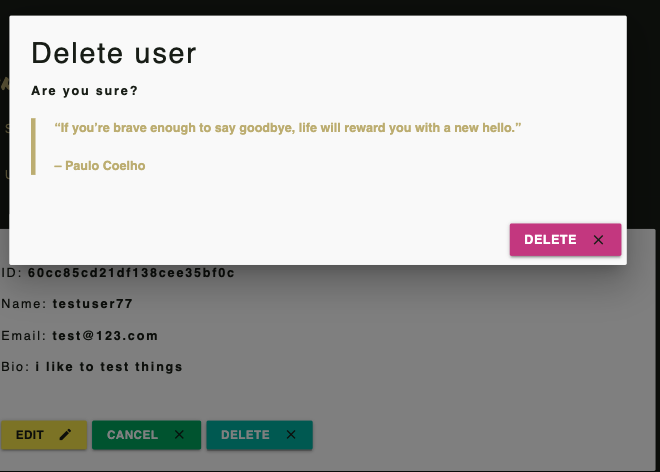 Delete user
Are you sure?
“If you’re brave enough to say goodbye, life will reward you with a new hello.”
– Paulo Coelho
DELETE
ID: 60cc85cd21df138cee35bf0c
Name: testuser77
Email: test@123.com
Bio: i like to test things
EDIT CANCEL DELETE